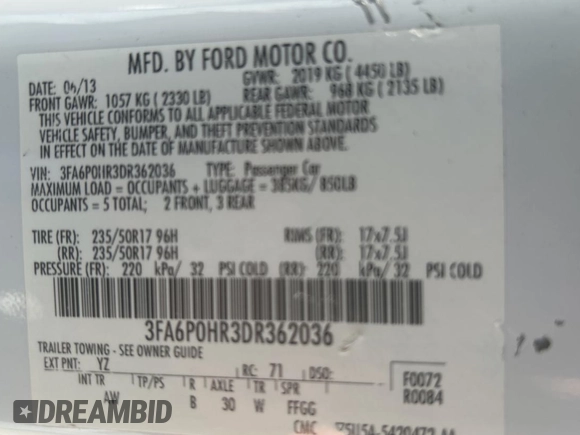 MFD. BY FORD MOTOR CO.
DATE: 06/13 GVWR: 2019 KG ( 4450 LB)
FRONT GAWR: 1057 KG ( 2330 LB) REAR GAWR: 968 KG ( 2135 LB)
THIS VEHICLE CONFORMS TO ALL APPLICABLE FEDERAL MOTOR
VEHICLE SAFETY, BUMPER, AND THEFT PREVENTION STANDARDS
IN EFFECT ON THE DATE OF MANUFACTURE SHOWN ABOVE.
VIN: 3FA6P0HR3DR362036 TYPE: Passenger Car
MAXIMUM LOAD = OCCUPANTS + LUGGAGE = 385KG/ 850LB
OCCUPANTS = 5 TOTAL; 2 FRONT, 3 REAR
TIRE (FR): 235/50R17 96H RIMS (FR): 17x7.5J
(RR): 235/50R17 96H (RR): 17x7.5J
PRESSURE (FR): 220 kPa/ 32 PSI COLD (RR): 220 kPa/ 32 PSI COLD
3FA6P0HR3DR362036
TRAILER TOWING - SEE OWNER GUIDE
EXT PNT: YZ RC: 71 DSO: F0072
INT TR TP/PS R AXLE TR SPR R0084
AW B 30 W FFGG
CMC
DREAMBID